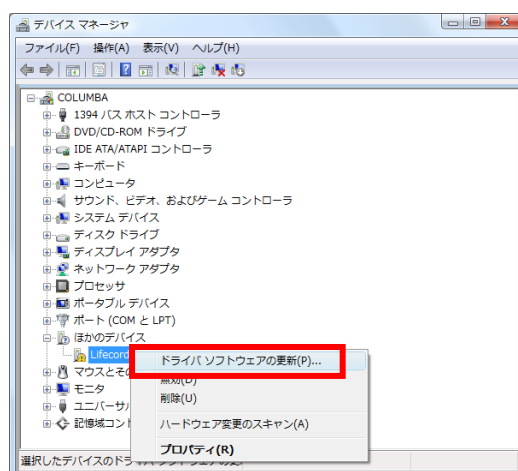 デバイス マネージャ
ファイル(F) 操作(A) 表示(V) ヘルプ(H)
COLUMBA
1394 バス ホスト コントローラ
DVD/CD-ROM ドライブ
IDE ATA/ATAPI コントローラ
キーボード
コンピュータ
サウンド、ビデオ、およびゲーム コントローラ
システム デバイス
ディスク ドライブ
ディスプレイ アダプタ
ネットワーク アダプタ
プロセッサ
ポータブル デバイス
ポート (COM と LPT)
ほかのデバイス
Lifecord
ドライバ ソフトウェアの更新(P)...
マウスとそ
無効(D)
モニタ
削除(U)
ユニバーサ
記憶域コン
ハードウェア変更のスキャン(A)
プロパティ(R)
選択したデバイスのドラ